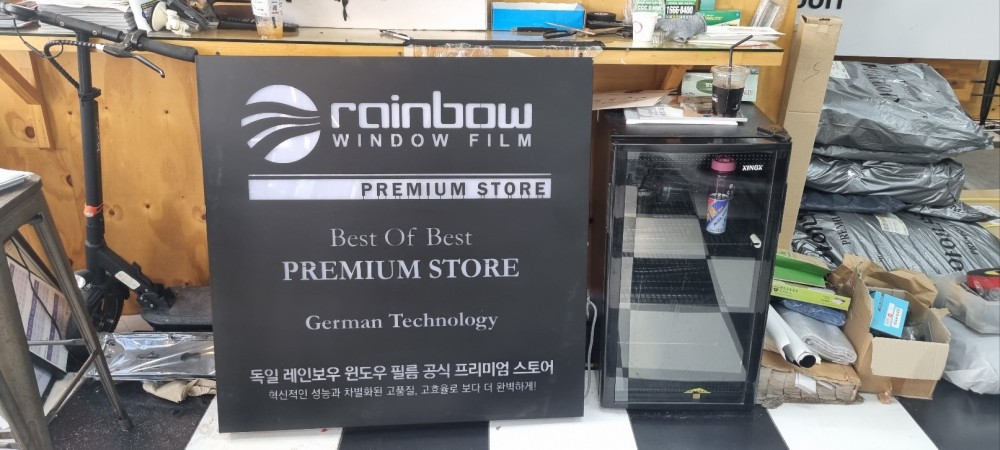 rainbow
WINDOW FILM
PREMIUM STORE
Best Of Best
PREMIUM STORE
German Technology
독일 레인보우 윈도우 필름 공식 프리미엄 스토어
혁신적인 성능과 차별화된 고품질, 고효율로 보다 더 완벽하게!
XINOX
1666-8480